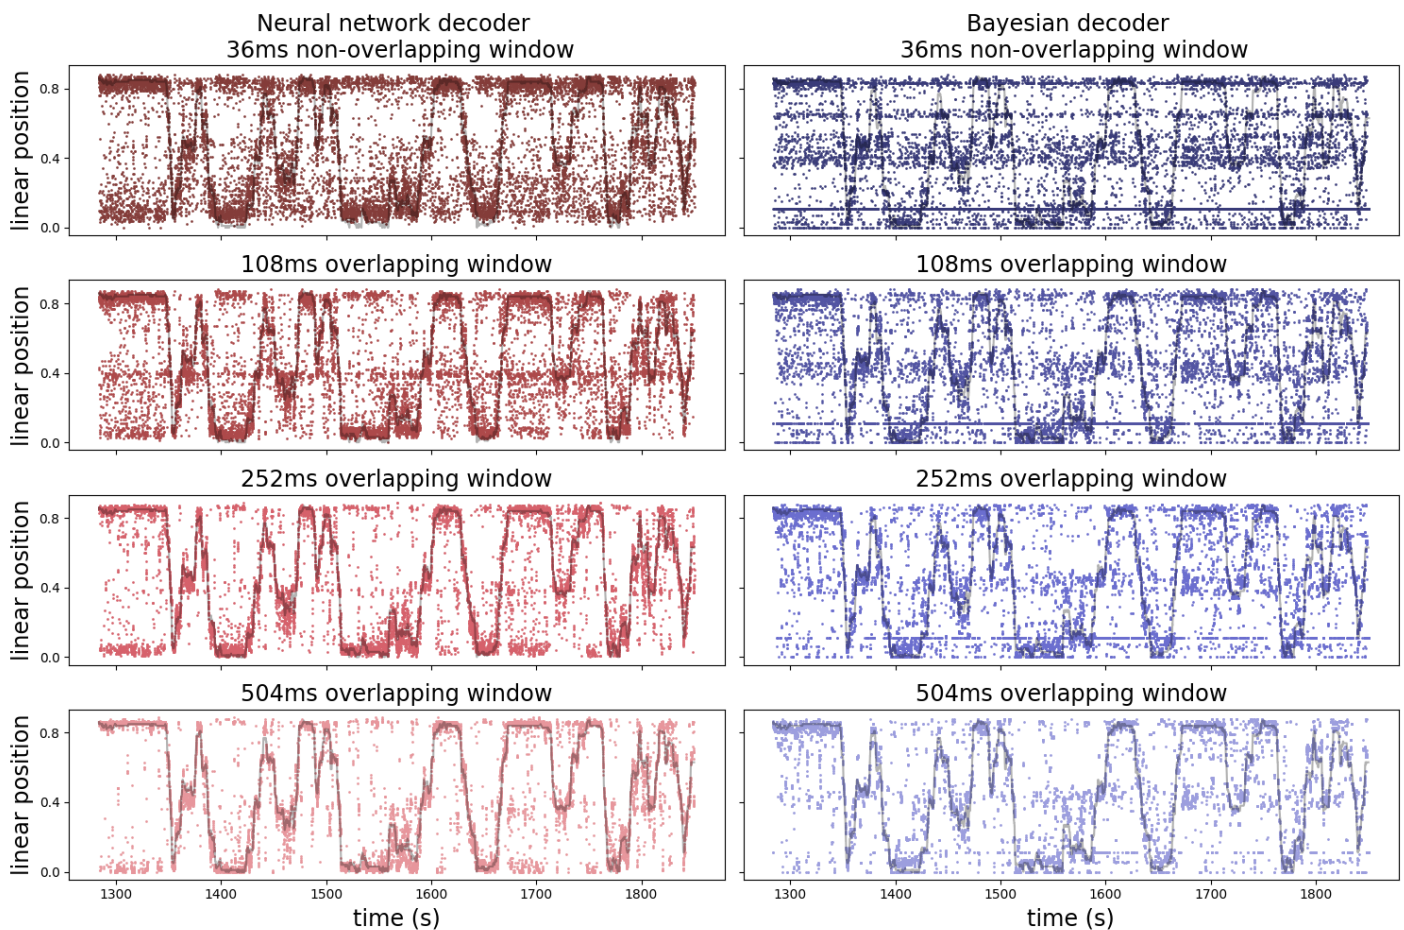 Neural network decoder
36ms non-overlapping window
Bayesian decoder
36ms non-overlapping window
linear position
0.8
0.4
0.0
108ms overlapping window
108ms overlapping window
linear position
0.8
0.4
0.0
252ms overlapping window
252ms overlapping window
linear position
0.8
0.4
0.0
504ms overlapping window
504ms overlapping window
linear position
0.8
0.4
0.0
1300 1400 1500 1600 1700 1800
1300 1400 1500 1600 1700 1800
time (s)
time (s)